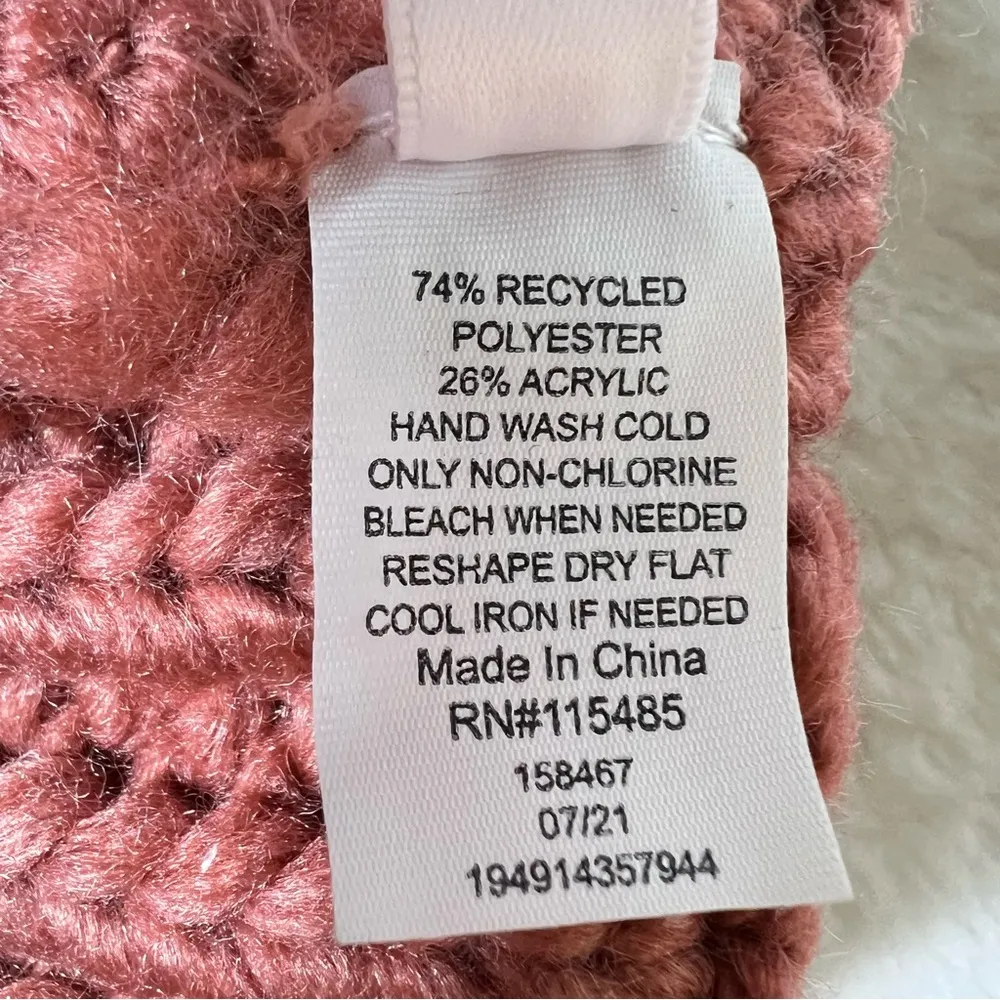 74% RECYCLED
POLYESTER
26% ACRYLIC
HAND WASH COLD
ONLY NON-CHLORINE
BLEACH WHEN NEEDED
RESHAPE DRY FLAT
COOL IRON IF NEEDED
Made In China
RN#115485
158467
07/21
194914357944